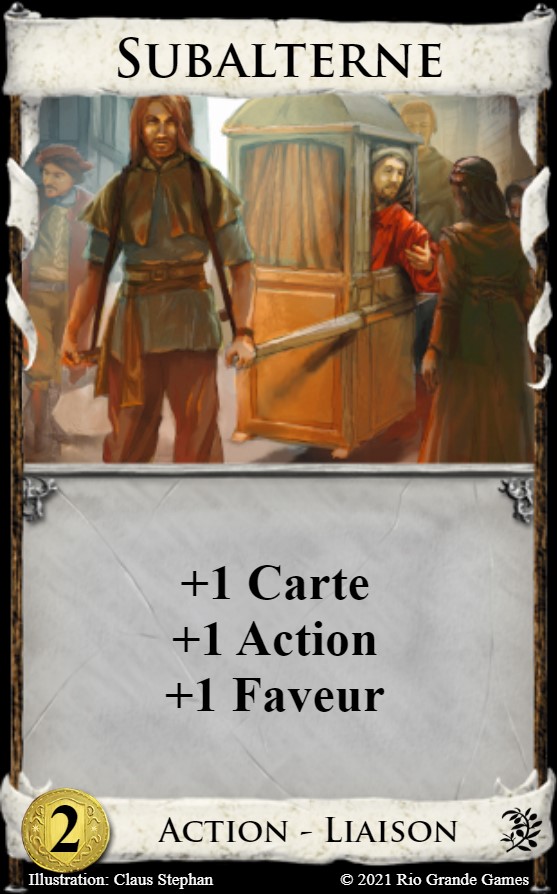 Subalterne
+1 Carte
+1 Action
+1 Faveur
2
Action - Liaison
Illustration: Claus Stephan
© 2021 Rio Grande Games